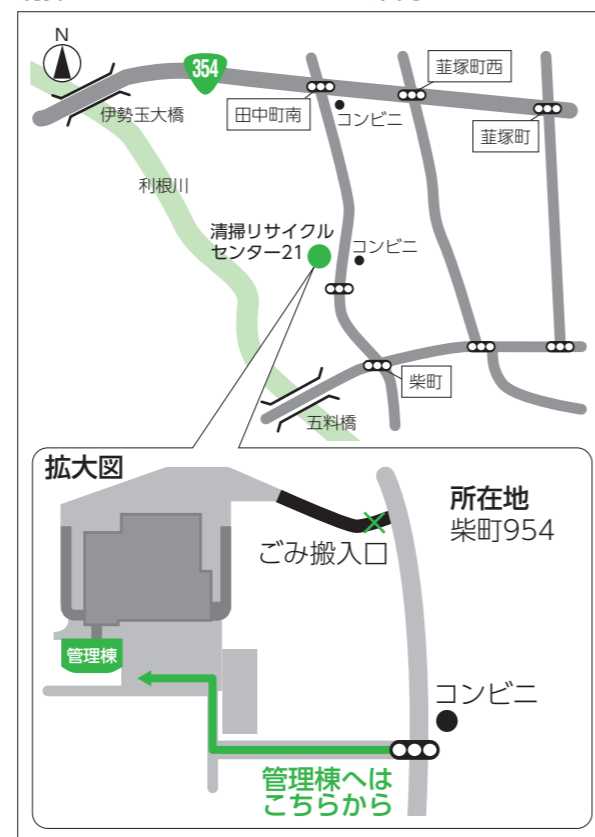 N
354
伊勢玉大橋
田中町南
コンビニ
韮塚町西
韮塚町
利根川
清掃リサイクル
センター21
コンビニ
柴町
五料橋
拡大図
ごみ搬入口
所在地
柴町954
管理棟
コンビニ
管理棟へは
こちらから